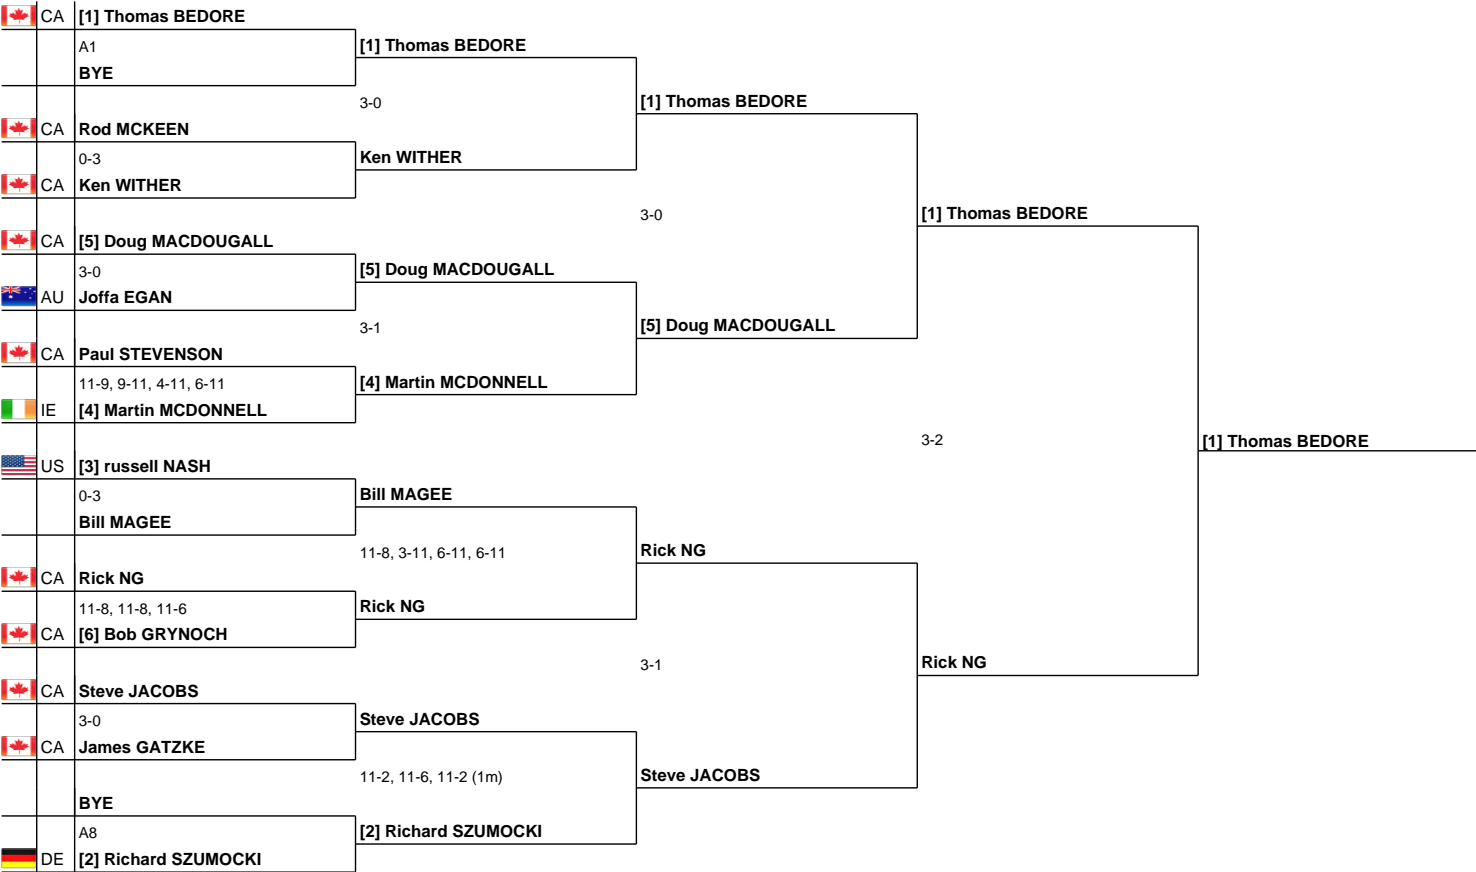 CA [1] Thomas BEDORE
A1
BYE
CA Rod MCKEEN
0-3
CA Ken WITHER
CA [5] Doug MACDOUGALL
3-0
AU Joffa EGAN
CA Paul STEVENSON
11-9, 9-11, 4-11, 6-11
IE [4] Martin MCDONNELL
US [3] russell NASH
0-3
Bill MAGEE
CA Rick NG
11-8, 11-8, 11-6
CA [6] Bob GRYNOCH
CA Steve JACOBS
3-0
CA James GATZKE
BYE
A8
DE [2] Richard SZUMOCKI
[1] Thomas BEDORE
3-0
Ken WITHER
[5] Doug MACDOUGALL
3-1
[4] Martin MCDONNELL
Bill MAGEE
11-8, 3-11, 6-11, 6-11
Rick NG
Steve JACOBS
11-2, 11-6, 11-2 (1m)
[2] Richard SZUMOCKI
[1] Thomas BEDORE
3-0
[5] Doug MACDOUGALL
Rick NG
3-1
Steve JACOBS
[1] Thomas BEDORE
3-2
Rick NG
[1] Thomas BEDORE